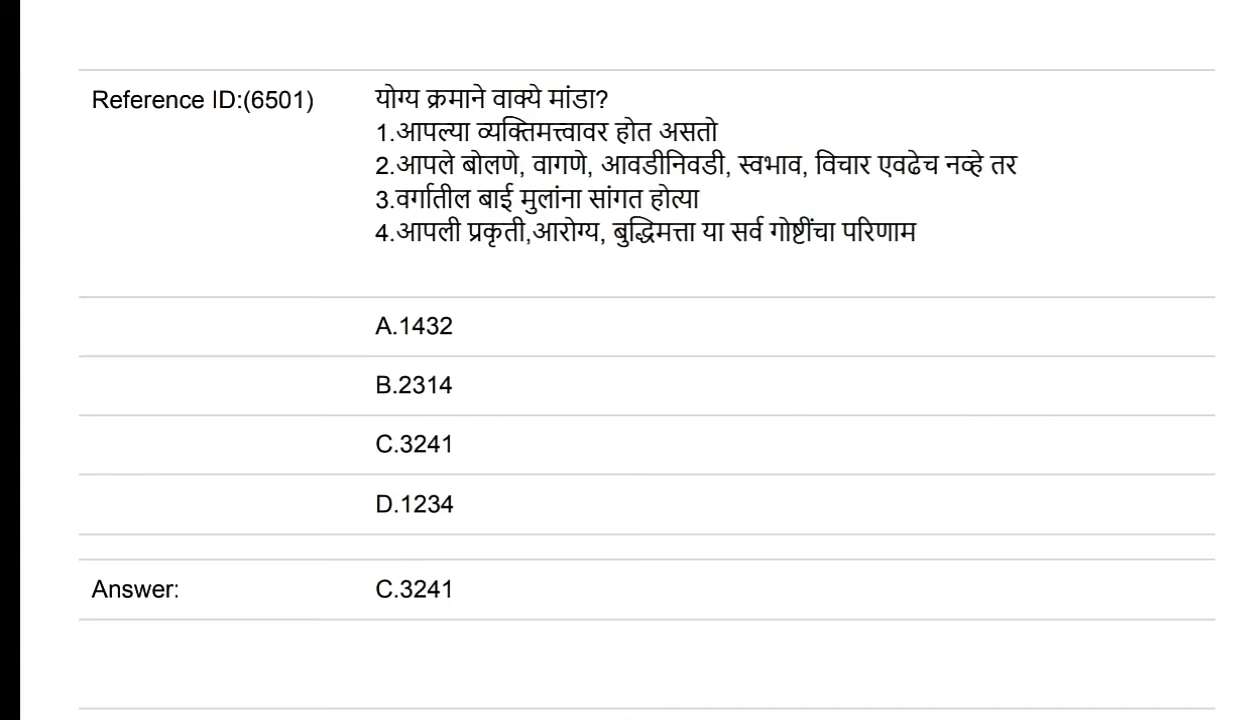 Reference ID:(6501) योग्य क्रमाने वाक्ये मांडा?
1.आपल्या व्यक्तिमत्त्वावर होत असतो
2.आपले बोलणे, वागणे, आवडीनिवडी, स्वभाव, विचार एवढेच नव्हे तर
3.वर्गातील बाई मुलांना सांगत होत्या
4.आपली प्रकृती,आरोग्य, बुद्धिमत्ता या सर्व गोष्टींचा परिणाम
A.1432
B.2314
C.3241
D.1234
Answer: C.3241